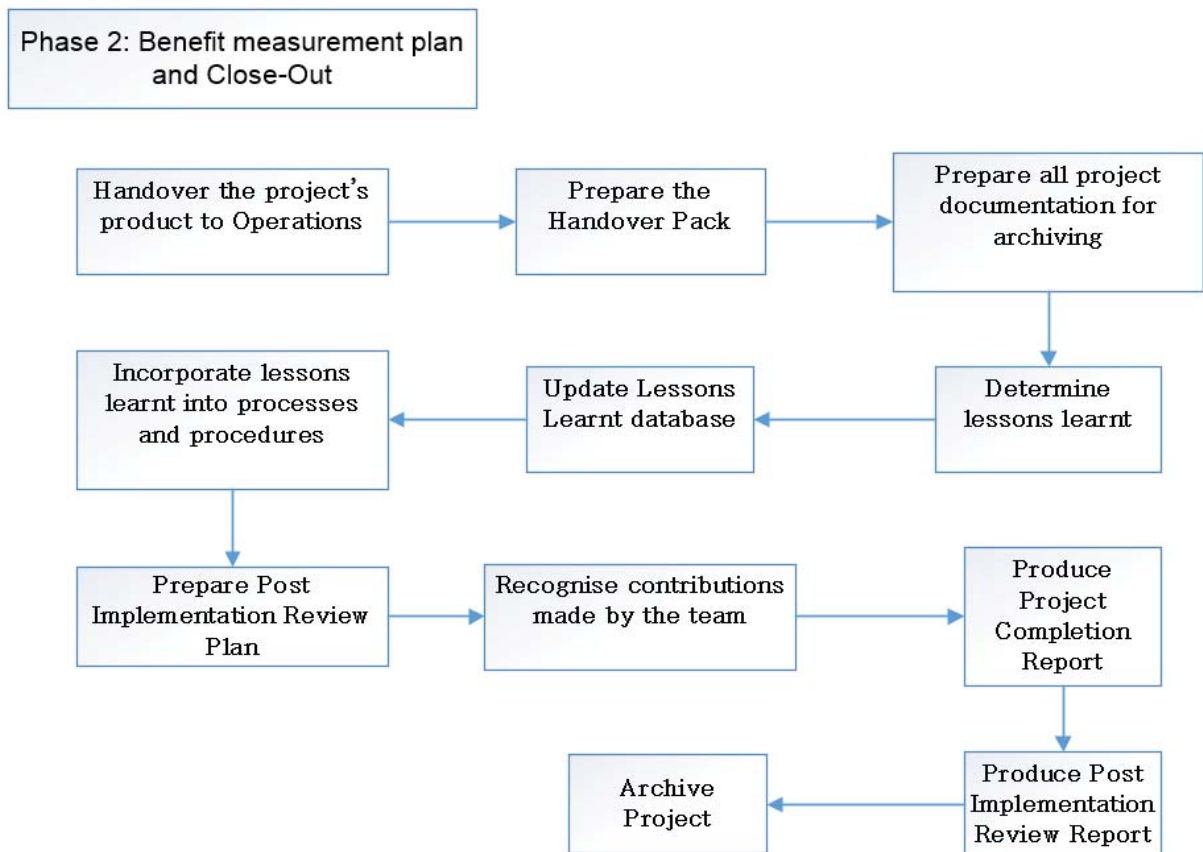 Phase 2: Benefit measurement plan
and Close-Out
Handover the project's
product to Operations
Prepare the
Handover Pack
Prepare all project
documentation for
archiving
Determine
lessons learnt
Update Lessons
Learnt database
Incorporate lessons
learnt into processes
and procedures
Prepare Post
Implementation Review
Plan
Recognise contributions
made by the team
Produce
Project
Completion
Report
Produce Post
Implementation
Review Report
Archive
Project